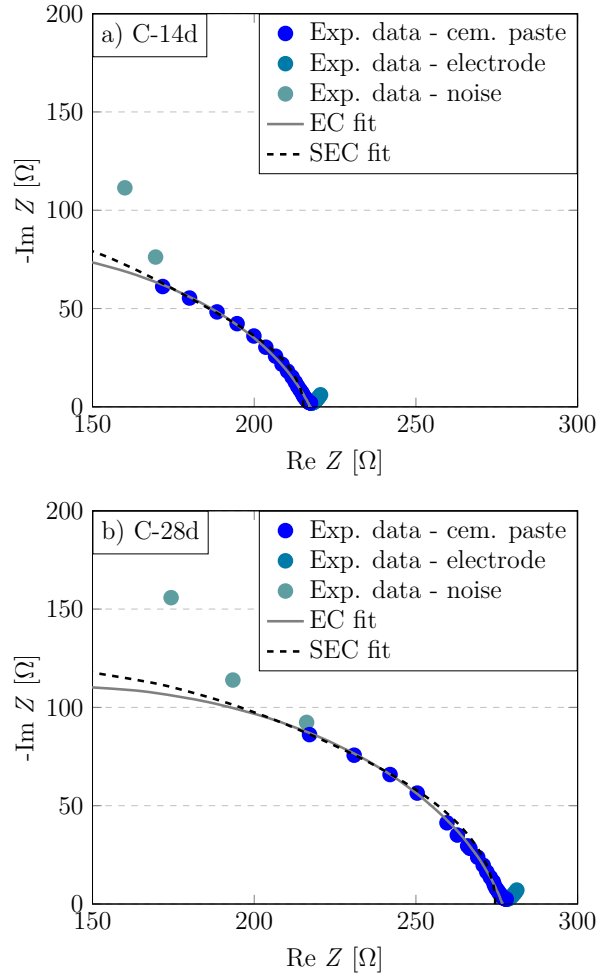 200
a) C-14d
Exp. data - cem. paste
Exp. data - electrode
Exp. data - noise
EC fit
SEC fit
150
100
50
0
-Im Z [Ω]
150
200
250
300
Re Z [Ω]
200
b) C-28d
Exp. data - cem. paste
Exp. data - electrode
Exp. data - noise
EC fit
SEC fit
150
100
50
0
-Im Z [Ω]
150
200
250
300
Re Z [Ω]